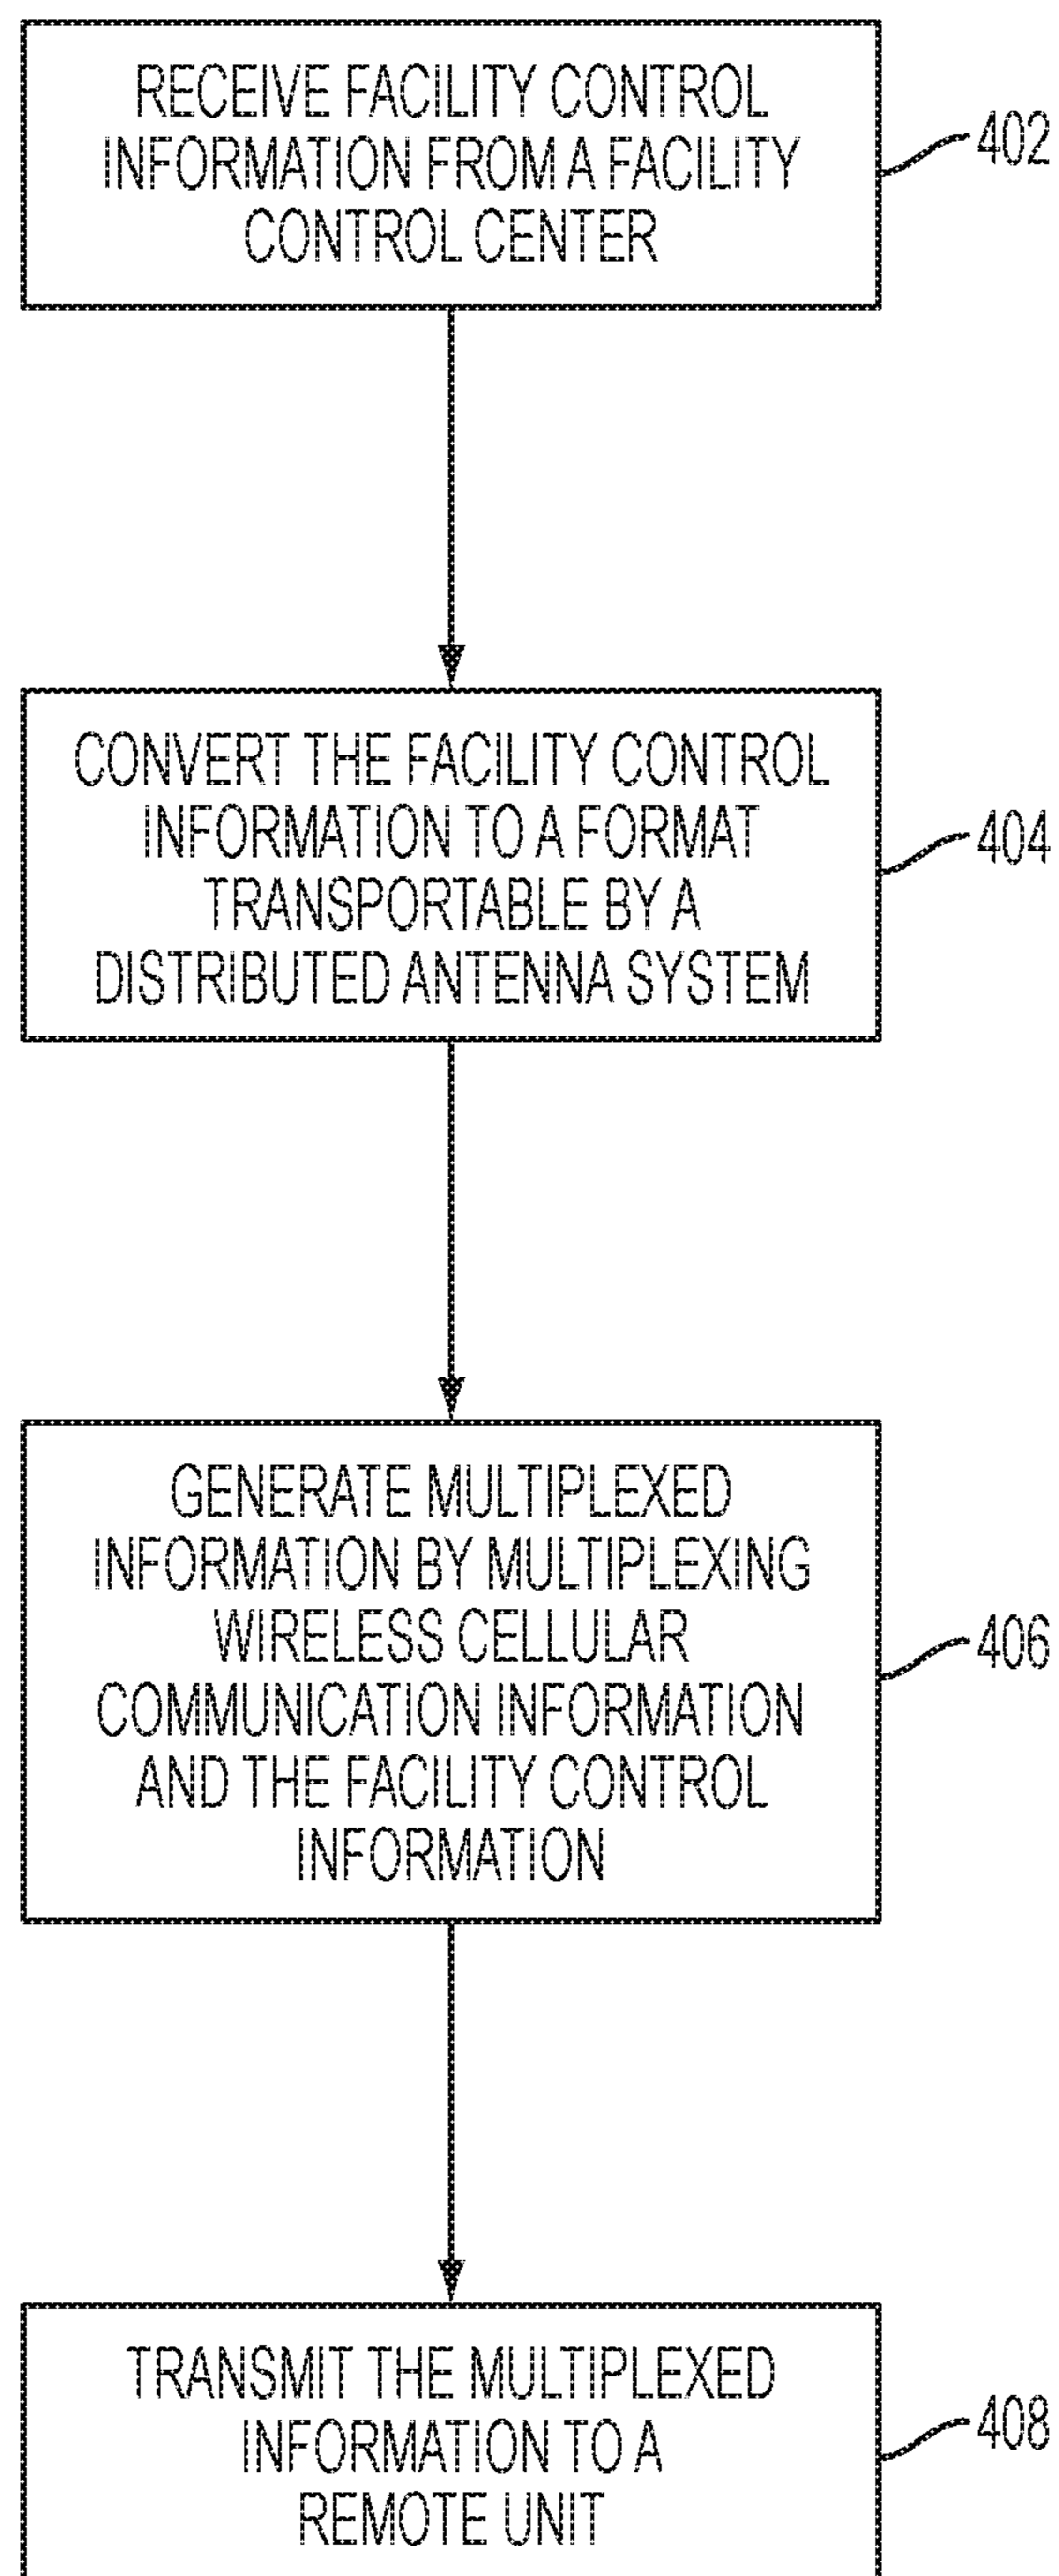 RECEIVE FACILITY CONTROL
INFORMATION FROM A FACILITY
CONTROL CENTER
402
CONVERT THE FACILITY CONTROL
INFORMATION TO A FORMAT
TRANSPORTABLE BY A
DISTRIBUTED ANTENNA SYSTEM
404
GENERATE MULTIPLEXED
INFORMATION BY MULTIPLEXING
WIRELESS CELLULAR
COMMUNICATION INFORMATION
AND THE FACILITY CONTROL
INFORMATION
406
TRANSMIT THE MULTIPLEXED
INFORMATION TO A
REMOTE UNIT
408